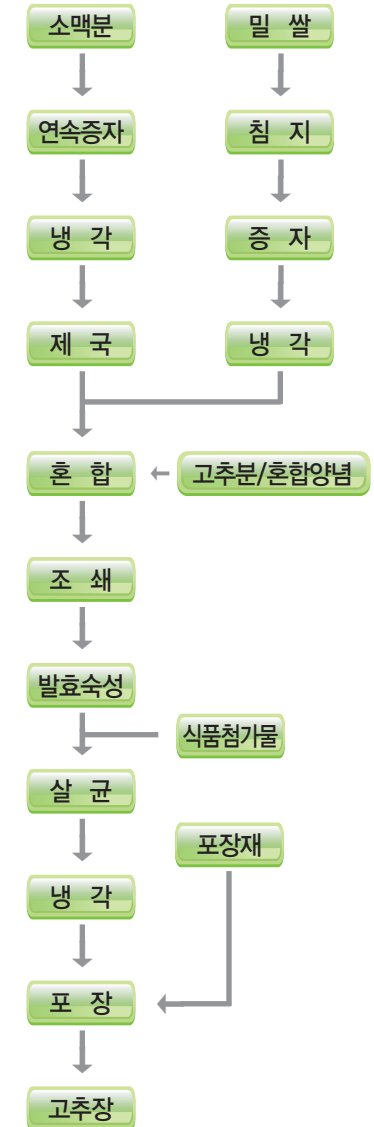 소맥분
밀 쌀
연속증자
침 지
냉 각
증 자
제 국
냉 각
혼 합
고추분/혼합양념
조 쇄
발효숙성
식품첨가물
살 균
포장재
냉 각
포 장
고추장